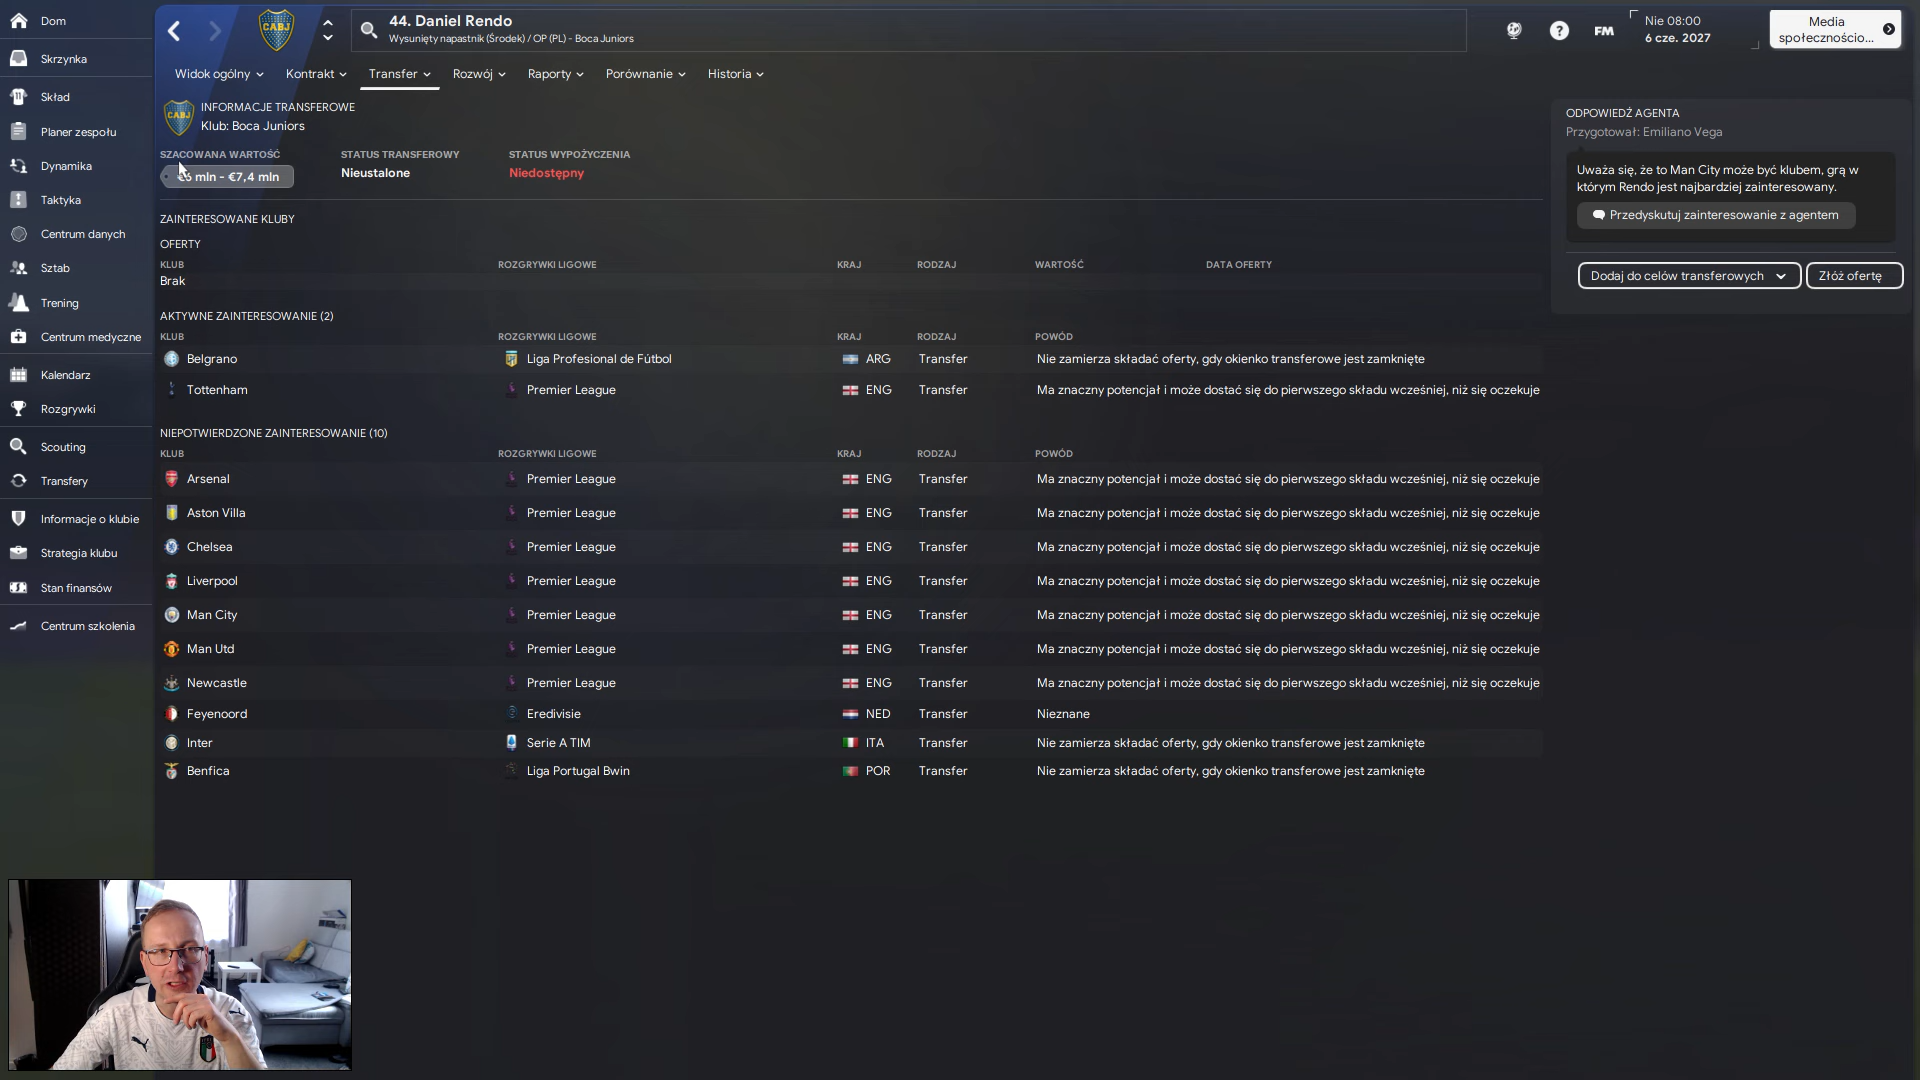 Dom
Skrzynka
Skład
Planer zespołu
Dynamika
Taktyka
Centrum danych
Sztab
Trening
Centrum medyczne
Kalendarz
Rozgrywki
Scouting
Transfery
Informacje o klubie
Strategia klubu
Stan finansów
Centrum szkolenia
CABJ
44. Daniel Rendo
Wysunięty napastnik (Środek) / OP (PL) - Boca Juniors
FM
Nie 08:00
6 cze. 2027
Media
społecznościo...
Widok ogólny Kontrakt Transfer Rozwój Raporty Porównanie Historia
CABJ
INFORMACJE TRANSFEROWE
Klub: Boca Juniors
SZACOWANA WARTOŚĆ STATUS TRANSFEROWY STATUS WYPOŻYCZENIA
€6 mln - €7,4 mln Nieustalone Niedostępny
ZAINTERESOWANE KLUBY
OFERTY
KLUB ROZGRYWKI LIGOWE KRAJ RODZAJ WARTOŚĆ DATA OFERTY
Brak
AKTYWNE ZAINTERESOWANIE (2)
KLUB ROZGRYWKI LIGOWE KRAJ RODZAJ POWÓD
Belgrano Liga Profesional de Fútbol ARG Transfer Nie zamierza składać oferty, gdy okienko transferowe jest zamknięte
Tottenham Premier League ENG Transfer Ma znaczny potencjał i może dostać się do pierwszego składu wcześniej, niż się oczekuje
NIEPOTWIERDZONE ZAINTERESOWANIE (10)
KLUB ROZGRYWKI LIGOWE KRAJ RODZAJ POWÓD
Arsenal Premier League ENG Transfer Ma znaczny potencjał i może dostać się do pierwszego składu wcześniej, niż się oczekuje
Aston Villa Premier League ENG Transfer Ma znaczny potencjał i może dostać się do pierwszego składu wcześniej, niż się oczekuje
Chelsea Premier League ENG Transfer Ma znaczny potencjał i może dostać się do pierwszego składu wcześniej, niż się oczekuje
Liverpool Premier League ENG Transfer Ma znaczny potencjał i może dostać się do pierwszego składu wcześniej, niż się oczekuje
Man City Premier League ENG Transfer Ma znaczny potencjał i może dostać się do pierwszego składu wcześniej, niż się oczekuje
Man Utd Premier League ENG Transfer Ma znaczny potencjał i może dostać się do pierwszego składu wcześniej, niż się oczekuje
Newcastle Premier League ENG Transfer Ma znaczny potencjał i może dostać się do pierwszego składu wcześniej, niż się oczekuje
Feyenoord Eredivisie NED Transfer Nieznane
Inter Serie A TIM ITA Transfer Nie zamierza składać oferty, gdy okienko transferowe jest zamknięte
Benfica Liga Portugal Bwin POR Transfer Nie zamierza składać oferty, gdy okienko transferowe jest zamknięte
ODPOWIEDŹ AGENTA
Przygotował: Emiliano Vega
Uważa się, że to Man City może być klubem, grą w
którym Rendo jest najbardziej zainteresowany.
Przedyskutuj zainteresowanie z agentem
Dodaj do celów transferowych Złóż ofertę